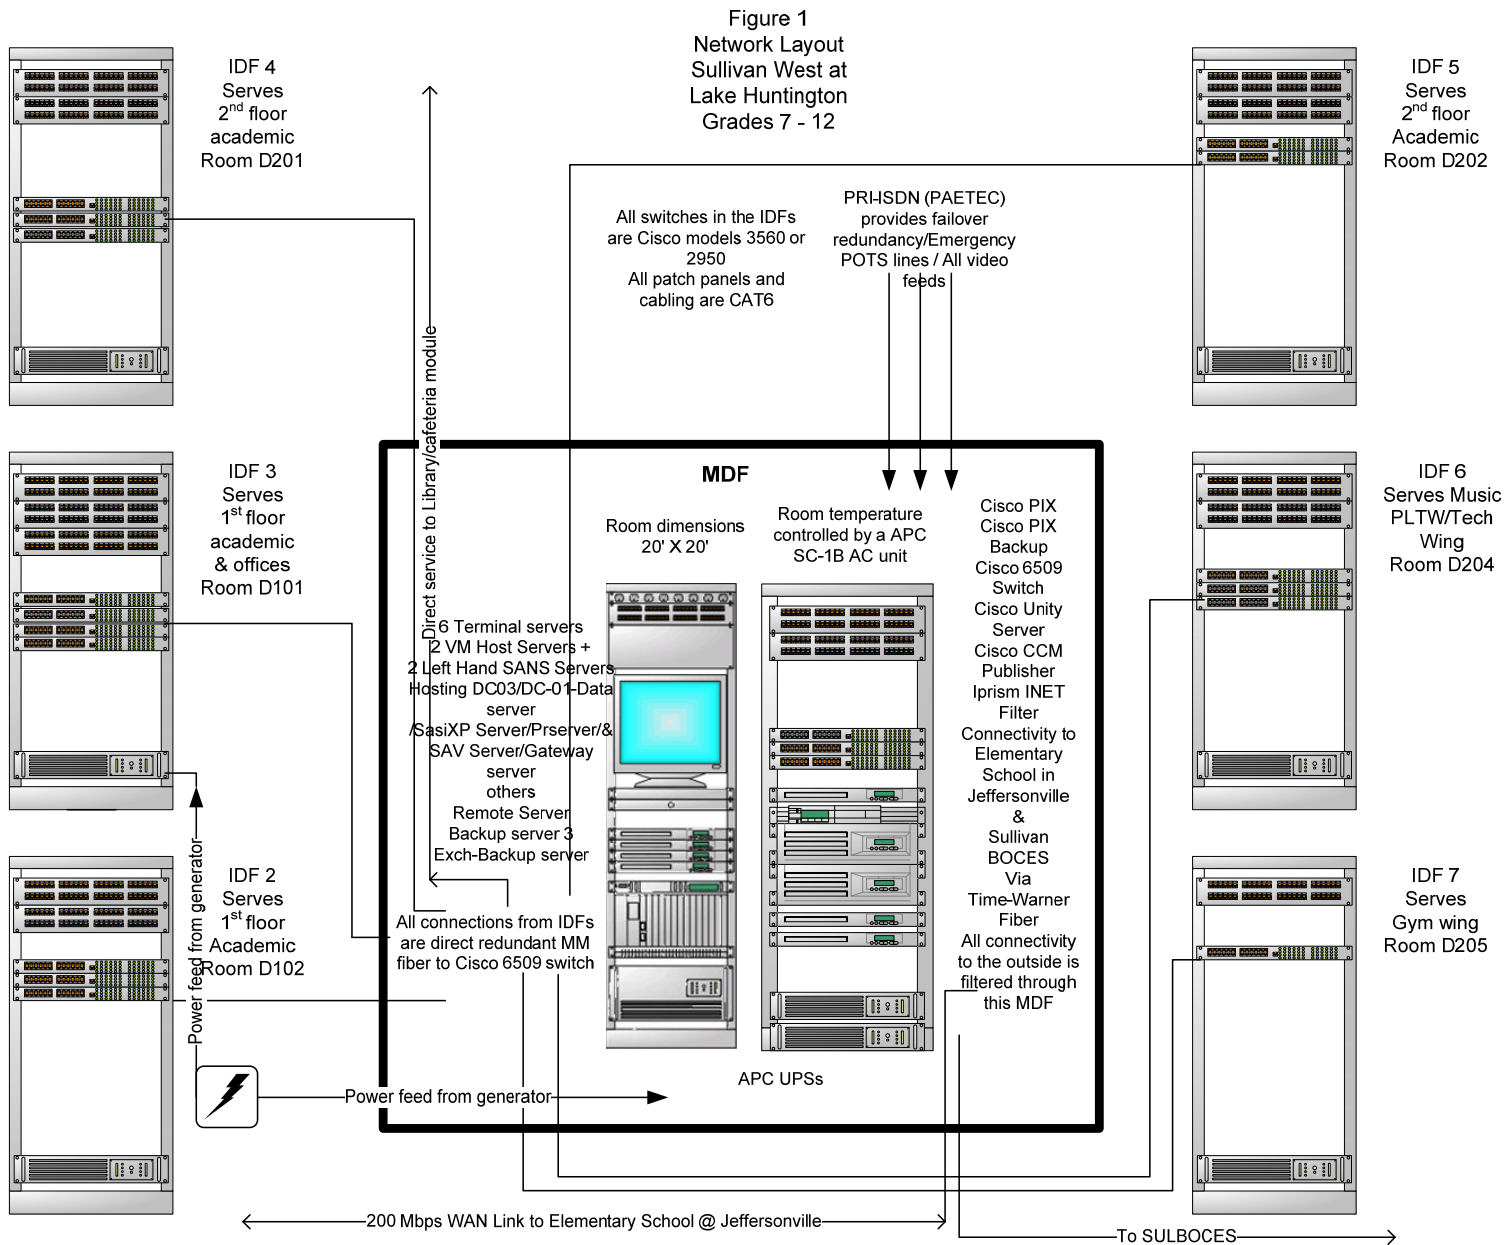 Figure 1
Network Layout
Sullivan West at
Lake Huntington
Grades 7 - 12
IDF 4
Serves
2nd floor
academic
Room D201
IDF 5
Serves
2nd floor
Academic
Room D202
All switches in the IDFs
are Cisco models 3560 or
2950
All patch panels and
cabling are CAT6
PRI-ISDN (PAETEC)
provides failover
redundancy/Emergency
POTS lines / All video
feeds
Direct service to Library/cafeteria module
IDF 3
Serves
1st floor
academic
& offices
Room D101
MDF
Room dimensions
20' X 20'
Room temperature
controlled by a APC
SC-1B AC unit
Cisco PIX
Cisco PIX
Backup
Cisco 6509
Switch
Cisco Unity
Server
Cisco CCM
Publisher
Iprism INET
Filter
Connectivity to
Elementary
School in
Jeffersonville
&
Sullivan
BOCES
Via
Time-Warner
Fiber
All connectivity
to the outside is
filtered through
this MDF
IDF 6
Serves Music
PLTW/Tech
Wing
Room D204
6 Terminal servers
2 VM Host Servers +
2 Left Hand SANS Servers
Hosting DC03/DC-01-Data
server
/SasiXP Server/Prserver/&
SAV Server/Gateway
server
others
Remote Server
Backup server 3
Exch-Backup server
IDF 2
Serves
1st floor
Academic
Room D102
Power feed from generator
All connections from IDFs
are direct redundant MM
fiber to Cisco 6509 switch
IDF 7
Serves
Gym wing
Room D205
APC UPSs
Power feed from generator
200 Mbps WAN Link to Elementary School @ Jeffersonville
To SULBOCES